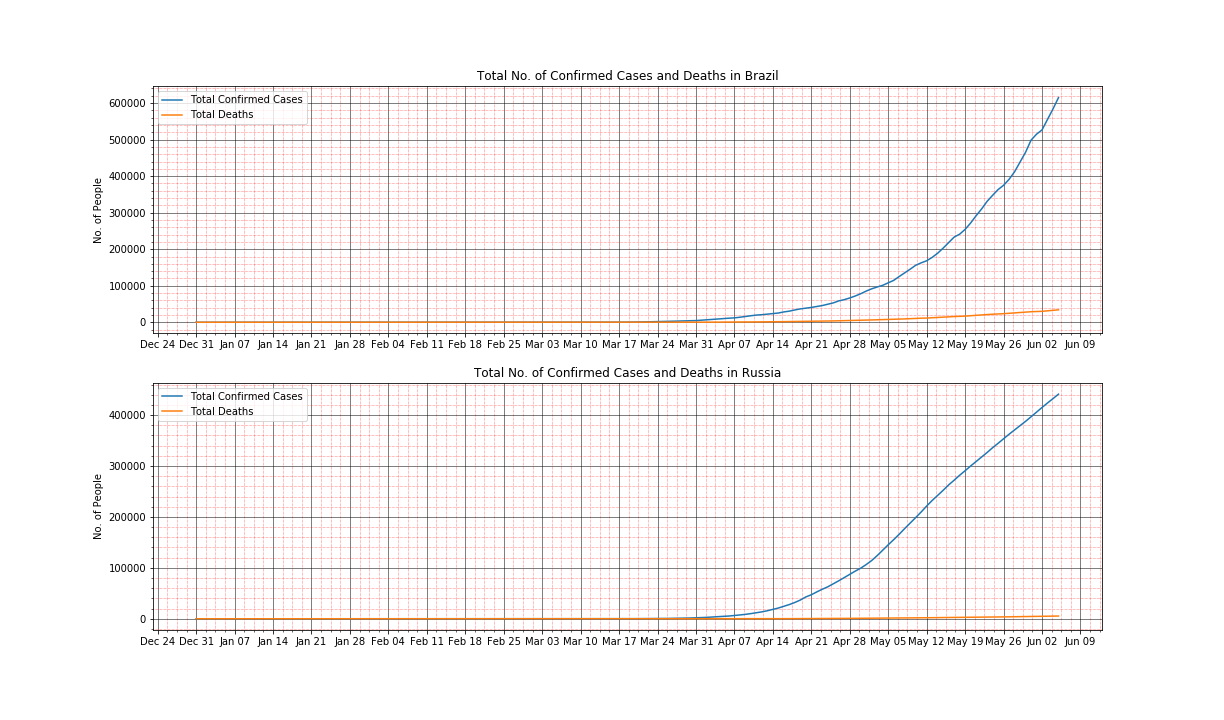 Total No. of Confirmed Cases and Deaths in Brazil
Total Confirmed Cases
Total Deaths
No. of People
600000
500000
400000
300000
200000
100000
0
Dec 24 Dec 31 Jan 07 Jan 14 Jan 21 Jan 28 Feb 04 Feb 11 Feb 18 Feb 25 Mar 03 Mar 10 Mar 17 Mar 24 Mar 31 Apr 07 Apr 14 Apr 21 Apr 28 May 05 May 12 May 19 May 26 Jun 02 Jun 09
Total No. of Confirmed Cases and Deaths in Russia
Total Confirmed Cases
Total Deaths
No. of People
400000
300000
200000
100000
0
Dec 24 Dec 31 Jan 07 Jan 14 Jan 21 Jan 28 Feb 04 Feb 11 Feb 18 Feb 25 Mar 03 Mar 10 Mar 17 Mar 24 Mar 31 Apr 07 Apr 14 Apr 21 Apr 28 May 05 May 12 May 19 May 26 Jun 02 Jun 09